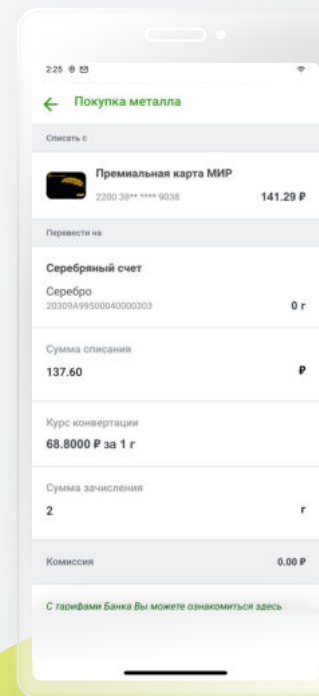 2:25
Покупка металла
Списать с
Премиальная карта МИР
2200 38** **** 9038 141.29 ₽
Перевести на
Серебряный счет
Серебро
20309A99500040000303 0 г
Сумма списания
137.60 ₽
Курс конвертации
68.8000 ₽ за 1 г
Сумма зачисления
2 г
Комиссия 0.00 ₽
С тарифами Банка Вы можете ознакомиться здесь